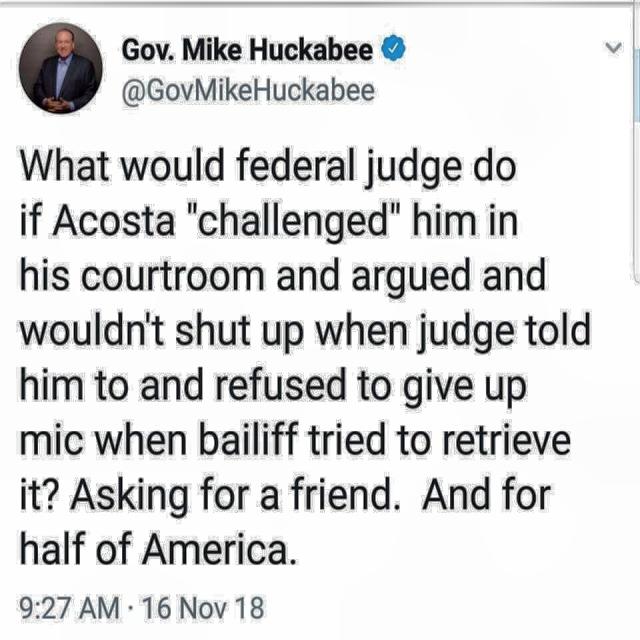 Gov. Mike Huckabee
@GovMikeHuckabee
What would federal judge do
if Acosta "challenged" him in
his courtroom and argued and
wouldn't shut up when judge told
him to and refused to give up
mic when bailiff tried to retrieve
it? Asking for a friend.  And for
half of America.
9:27 AM · 16 Nov 18